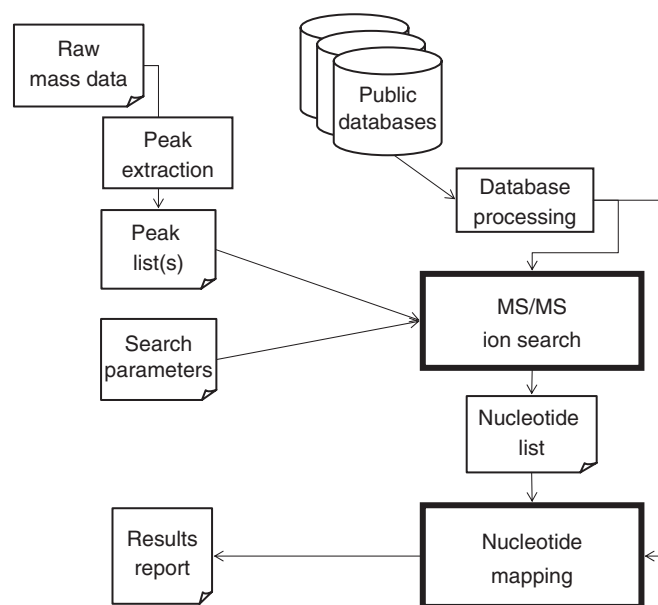 Raw
mass data
Public
databases
Peak
extraction
Database
processing
Peak
list(s)
MS/MS
ion search
Search
parameters
Nucleotide
list
Results
report
Nucleotide
mapping